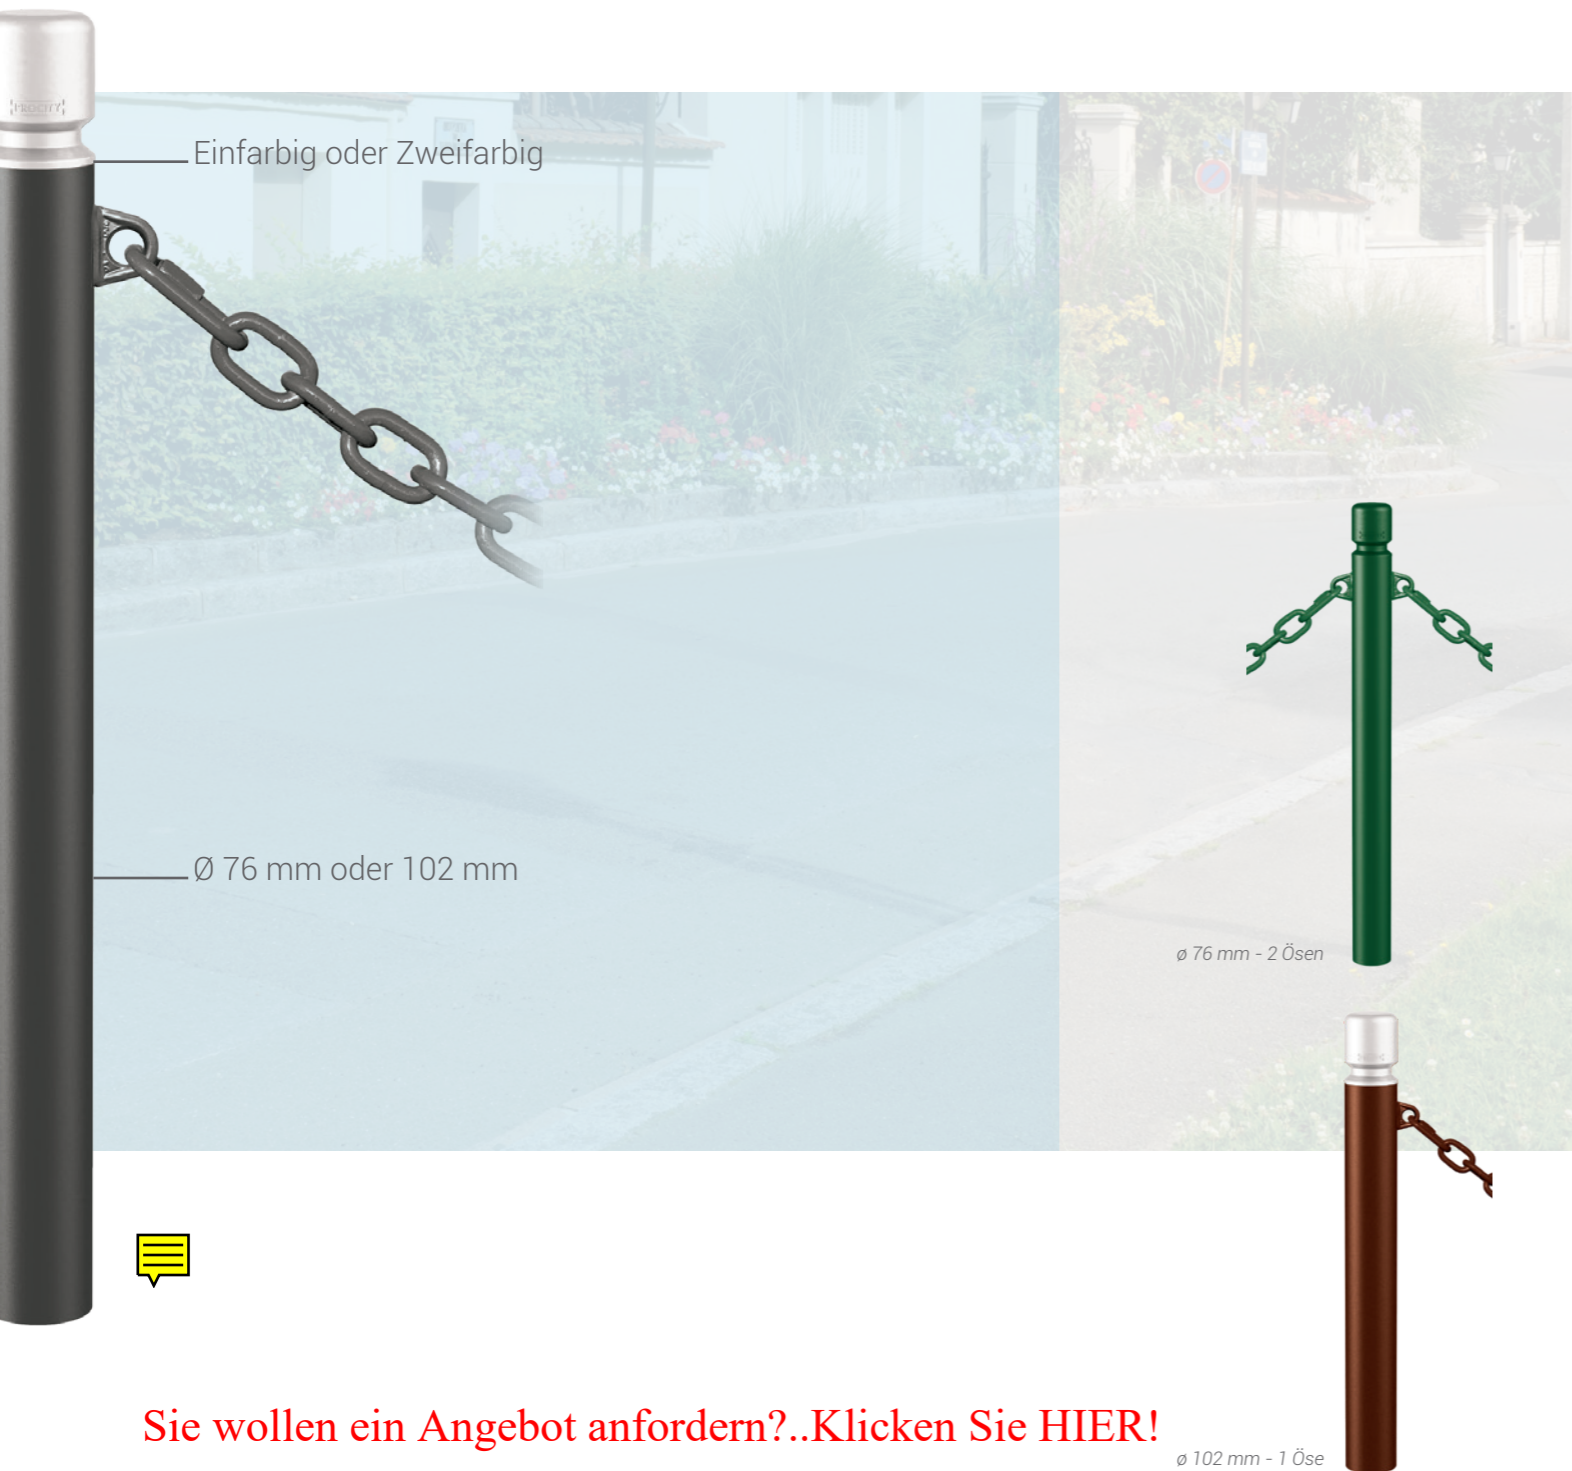 PROCITY
Einfarbig oder Zweifarbig
Ø 76 mm oder 102 mm
ø 76 mm - 2 Ösen
Sie wollen ein Angebot anfordern?..Klicken Sie HIER!
ø 102 mm - 1 Öse